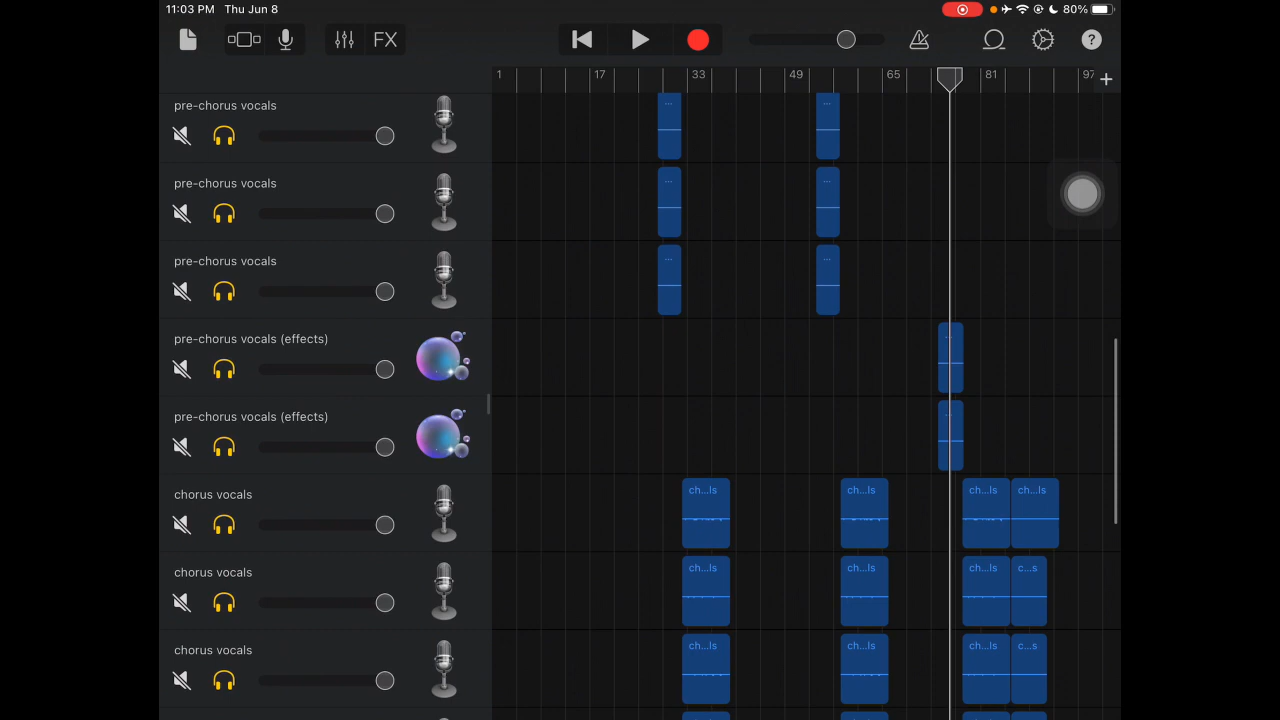 11:03 PM Thu Jun 8 80%
FX ?
1 17 33 49 65 81 97 +
pre-chorus vocals
pre-chorus vocals
pre-chorus vocals
pre-chorus vocals (effects)
pre-chorus vocals (effects)
chorus vocals ch...ls ch...ls ch...ls ch...ls
chorus vocals ch...ls ch...ls ch...ls c...s
chorus vocals ch...ls ch...ls ch...ls c...s